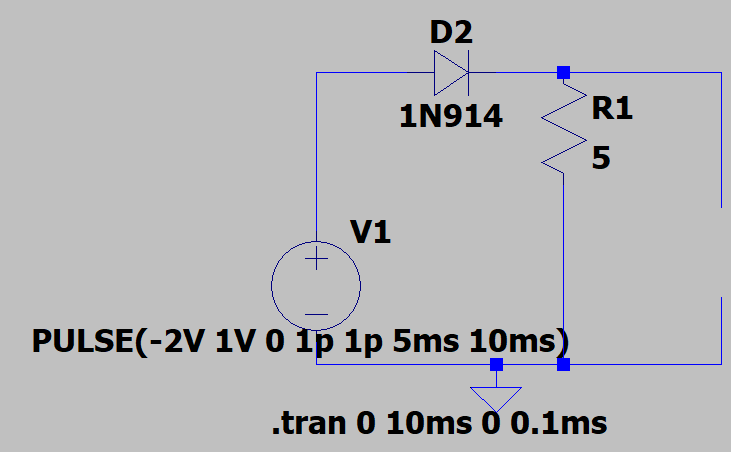 D2
1N914
R1
5
V1
PULSE(-2V 1V 0 1p 1p 5ms 10ms)
.tran 0 10ms 0 0.1ms